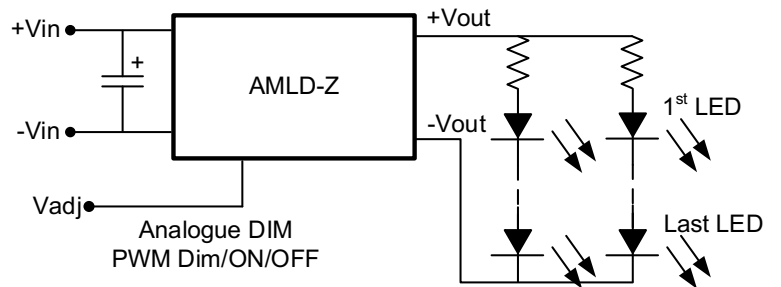 +Vin
+Vout
+
AMLD-Z
1st LED
-Vin
-Vout
Vadj
Analogue DIM
PWM Dim/ON/OFF
Last LED